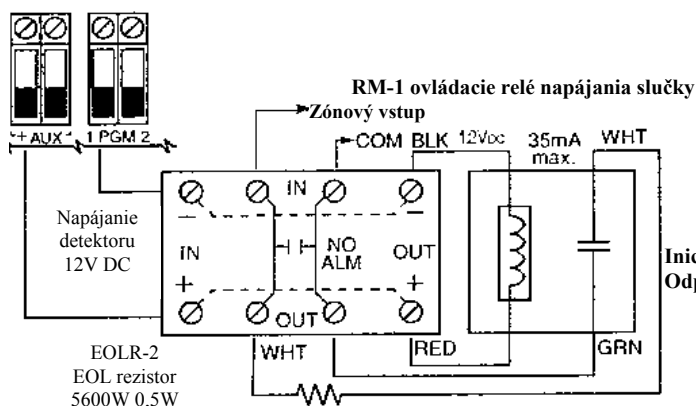 RM-1 ovládacie relé napájania slučky
Zónový vstup
+ AUX -
1 PGM 2
COM BLK 12VDC 35mA max. WHT
Napájanie
detektoru
12V DC
IN
− −
IN NO OUT
ALM
+ +
OUT
WHT RED GRN
EOLR-2
EOL rezistor
5600W 0,5W